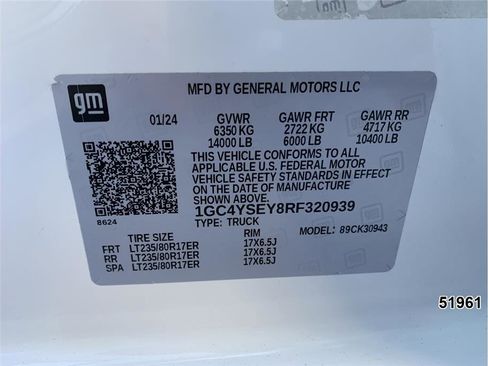 gm
MFD BY GENERAL MOTORS LLC
01/24 GVWR GAWR FRT GAWR RR
6350 KG 2722 KG 4717 KG
14000 LB 6000 LB 10400 LB
THIS VEHICLE CONFORMS TO ALL
APPLICABLE U.S. FEDERAL MOTOR
VEHICLE SAFETY STANDARDS IN
EFFECT ON THE DATE OF MANUFACTURE
SHOWN ABOVE.
1GC4YSEY8RF320939
8624 TYPE: TRUCK MODEL: 89CK30943
TIRE SIZE RIM
FRT LT235/80R17ER 17X6.5J
RR LT235/80R17ER 17X6.5J
SPA LT235/80R17ER 17X6.5J
51961